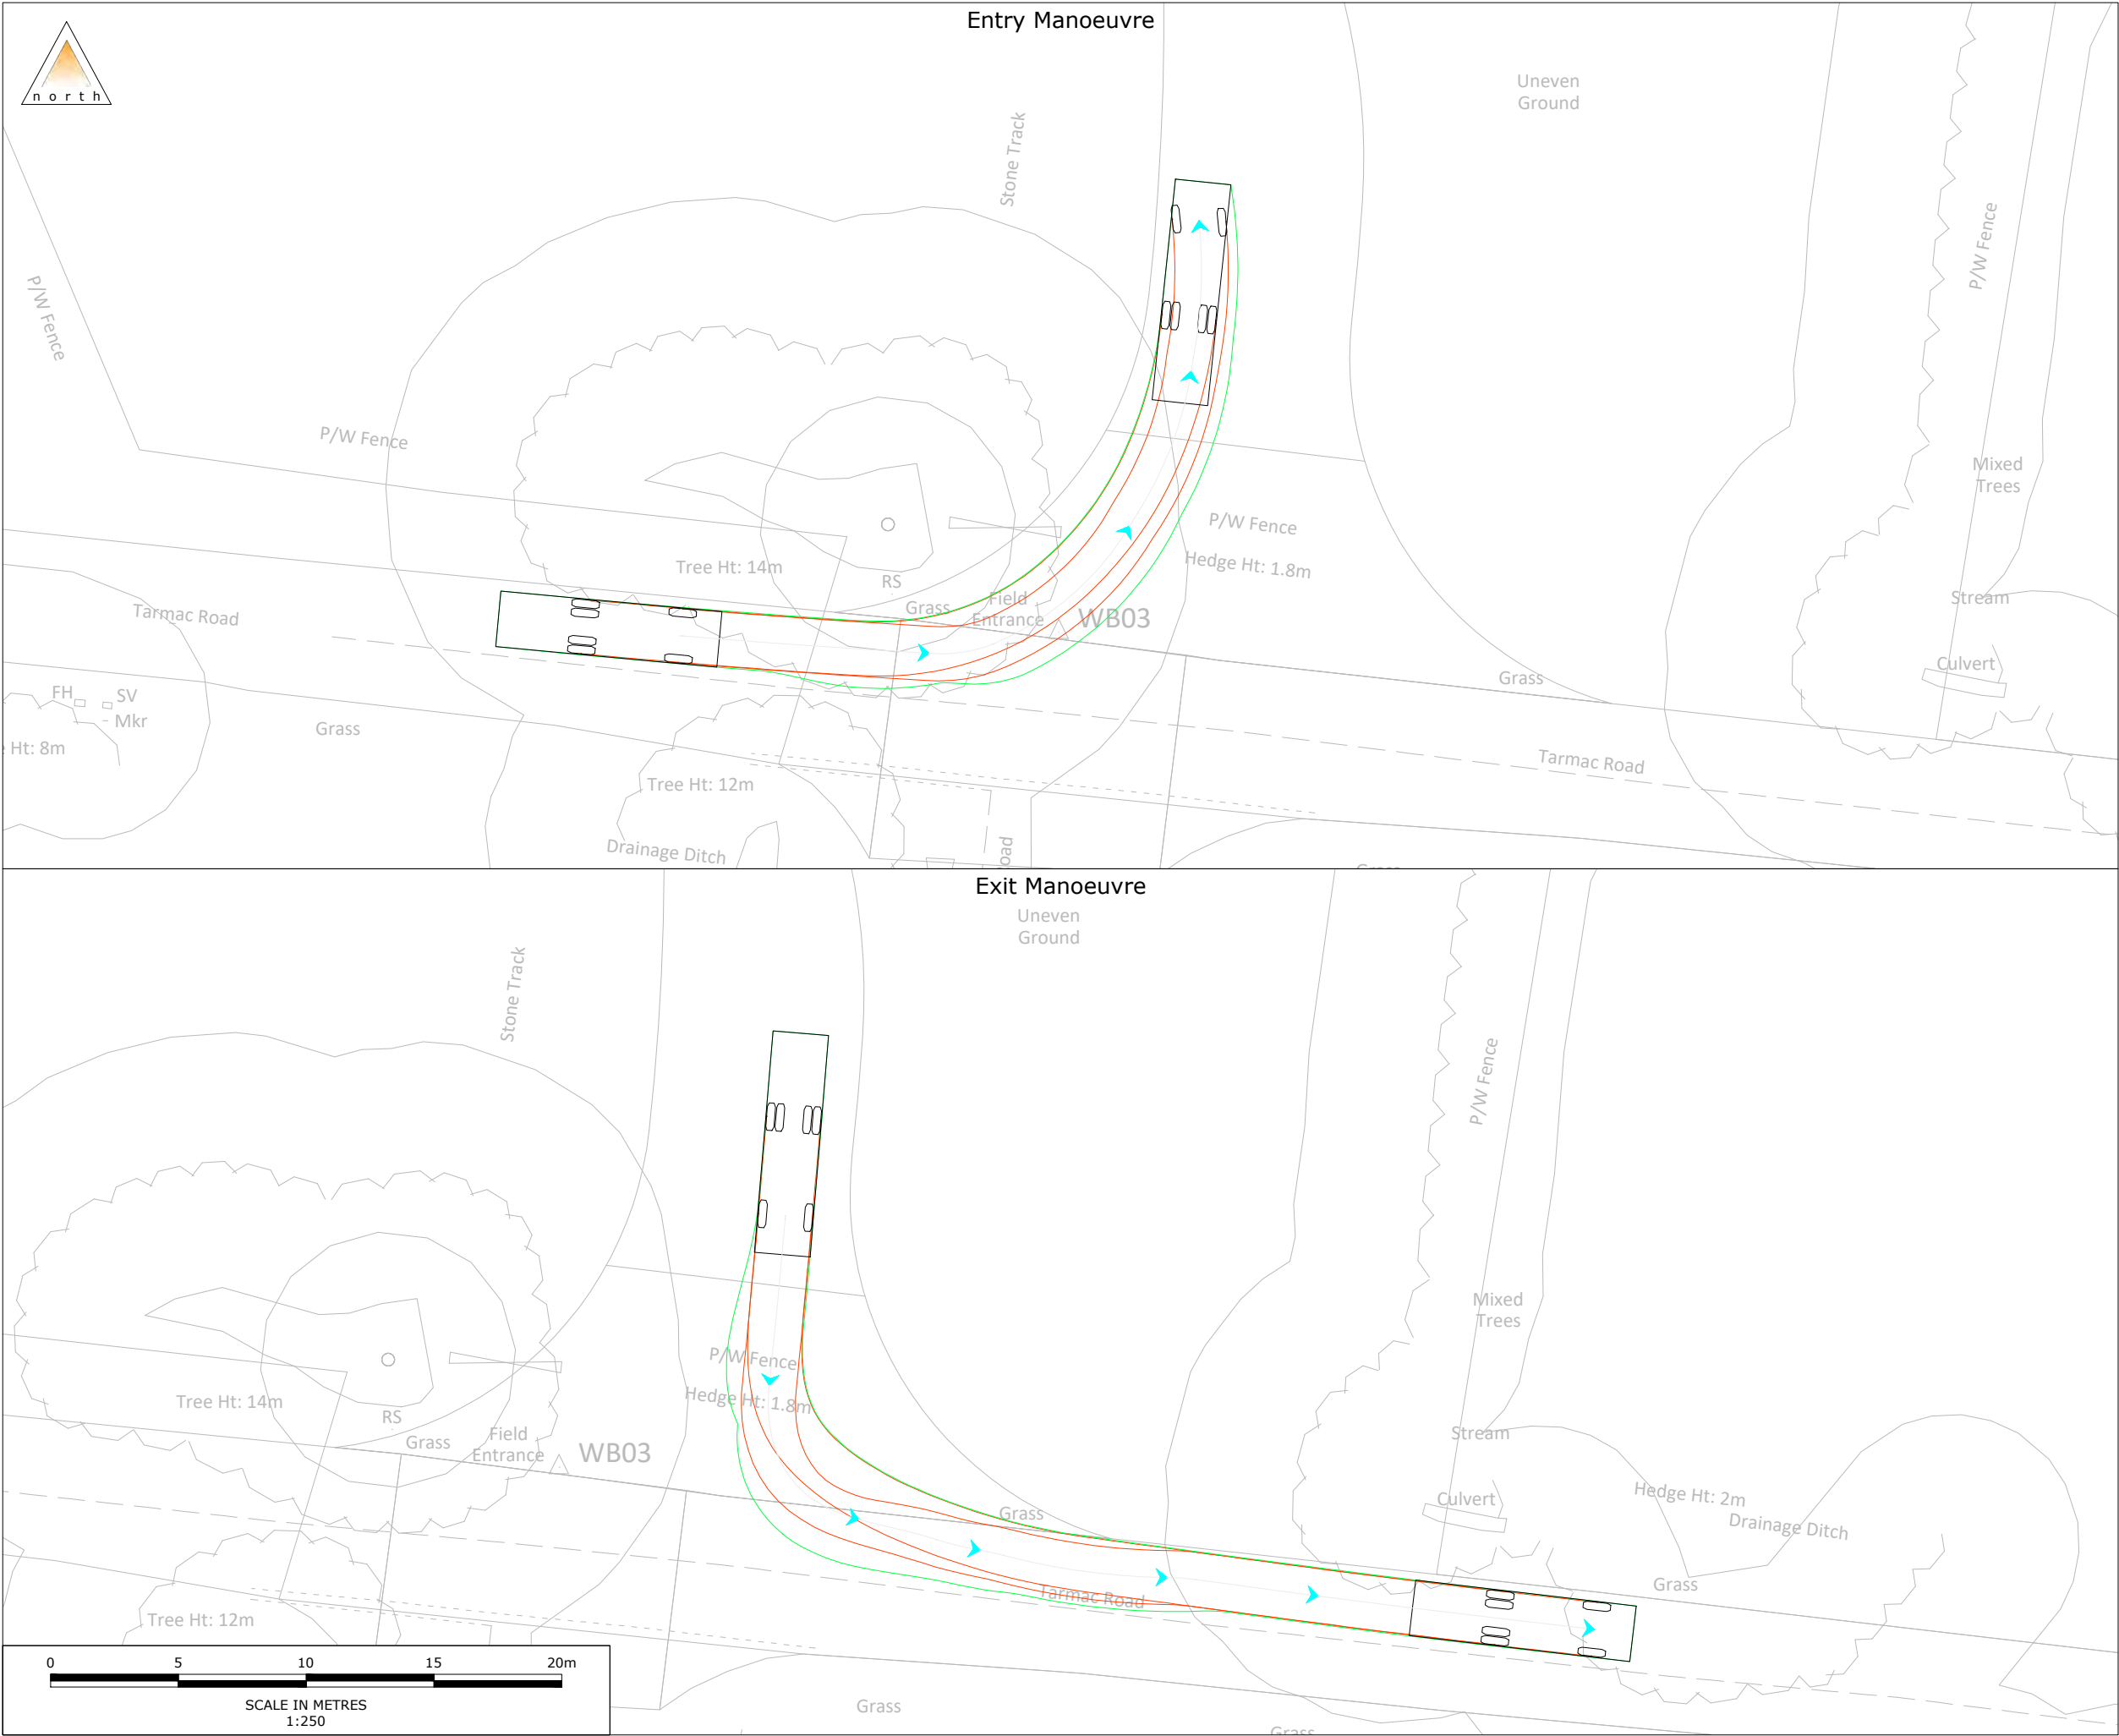 Entry Manoeuvre
north
Uneven
Ground
Stone Track
P/W Fence
P/W Fence
P/W Fence
Mixed
Trees
P/W Fence
Hedge Ht: 1.8m
Tree Ht: 14m
RS
Grass
Field
Entrance
WB03
Tarmac Road
Stream
Culvert
Grass
FH
SV
Mkr
Ht: 8m
Grass
Tarmac Road
Tree Ht: 12m
Drainage Ditch
oad
Exit Manoeuvre
Uneven
Ground
Stone Track
P/W Fence
Mixed
Trees
P/W Fence
Hedge Ht: 1.8m
Tree Ht: 14m
RS
Grass
Field
Entrance
WB03
Stream
Culvert
Hedge Ht: 2m
Drainage Ditch
Grass
Tarmac Road
Grass
Tree Ht: 12m
0 5 10 15 20m
SCALE IN METRES
1:250
Grass